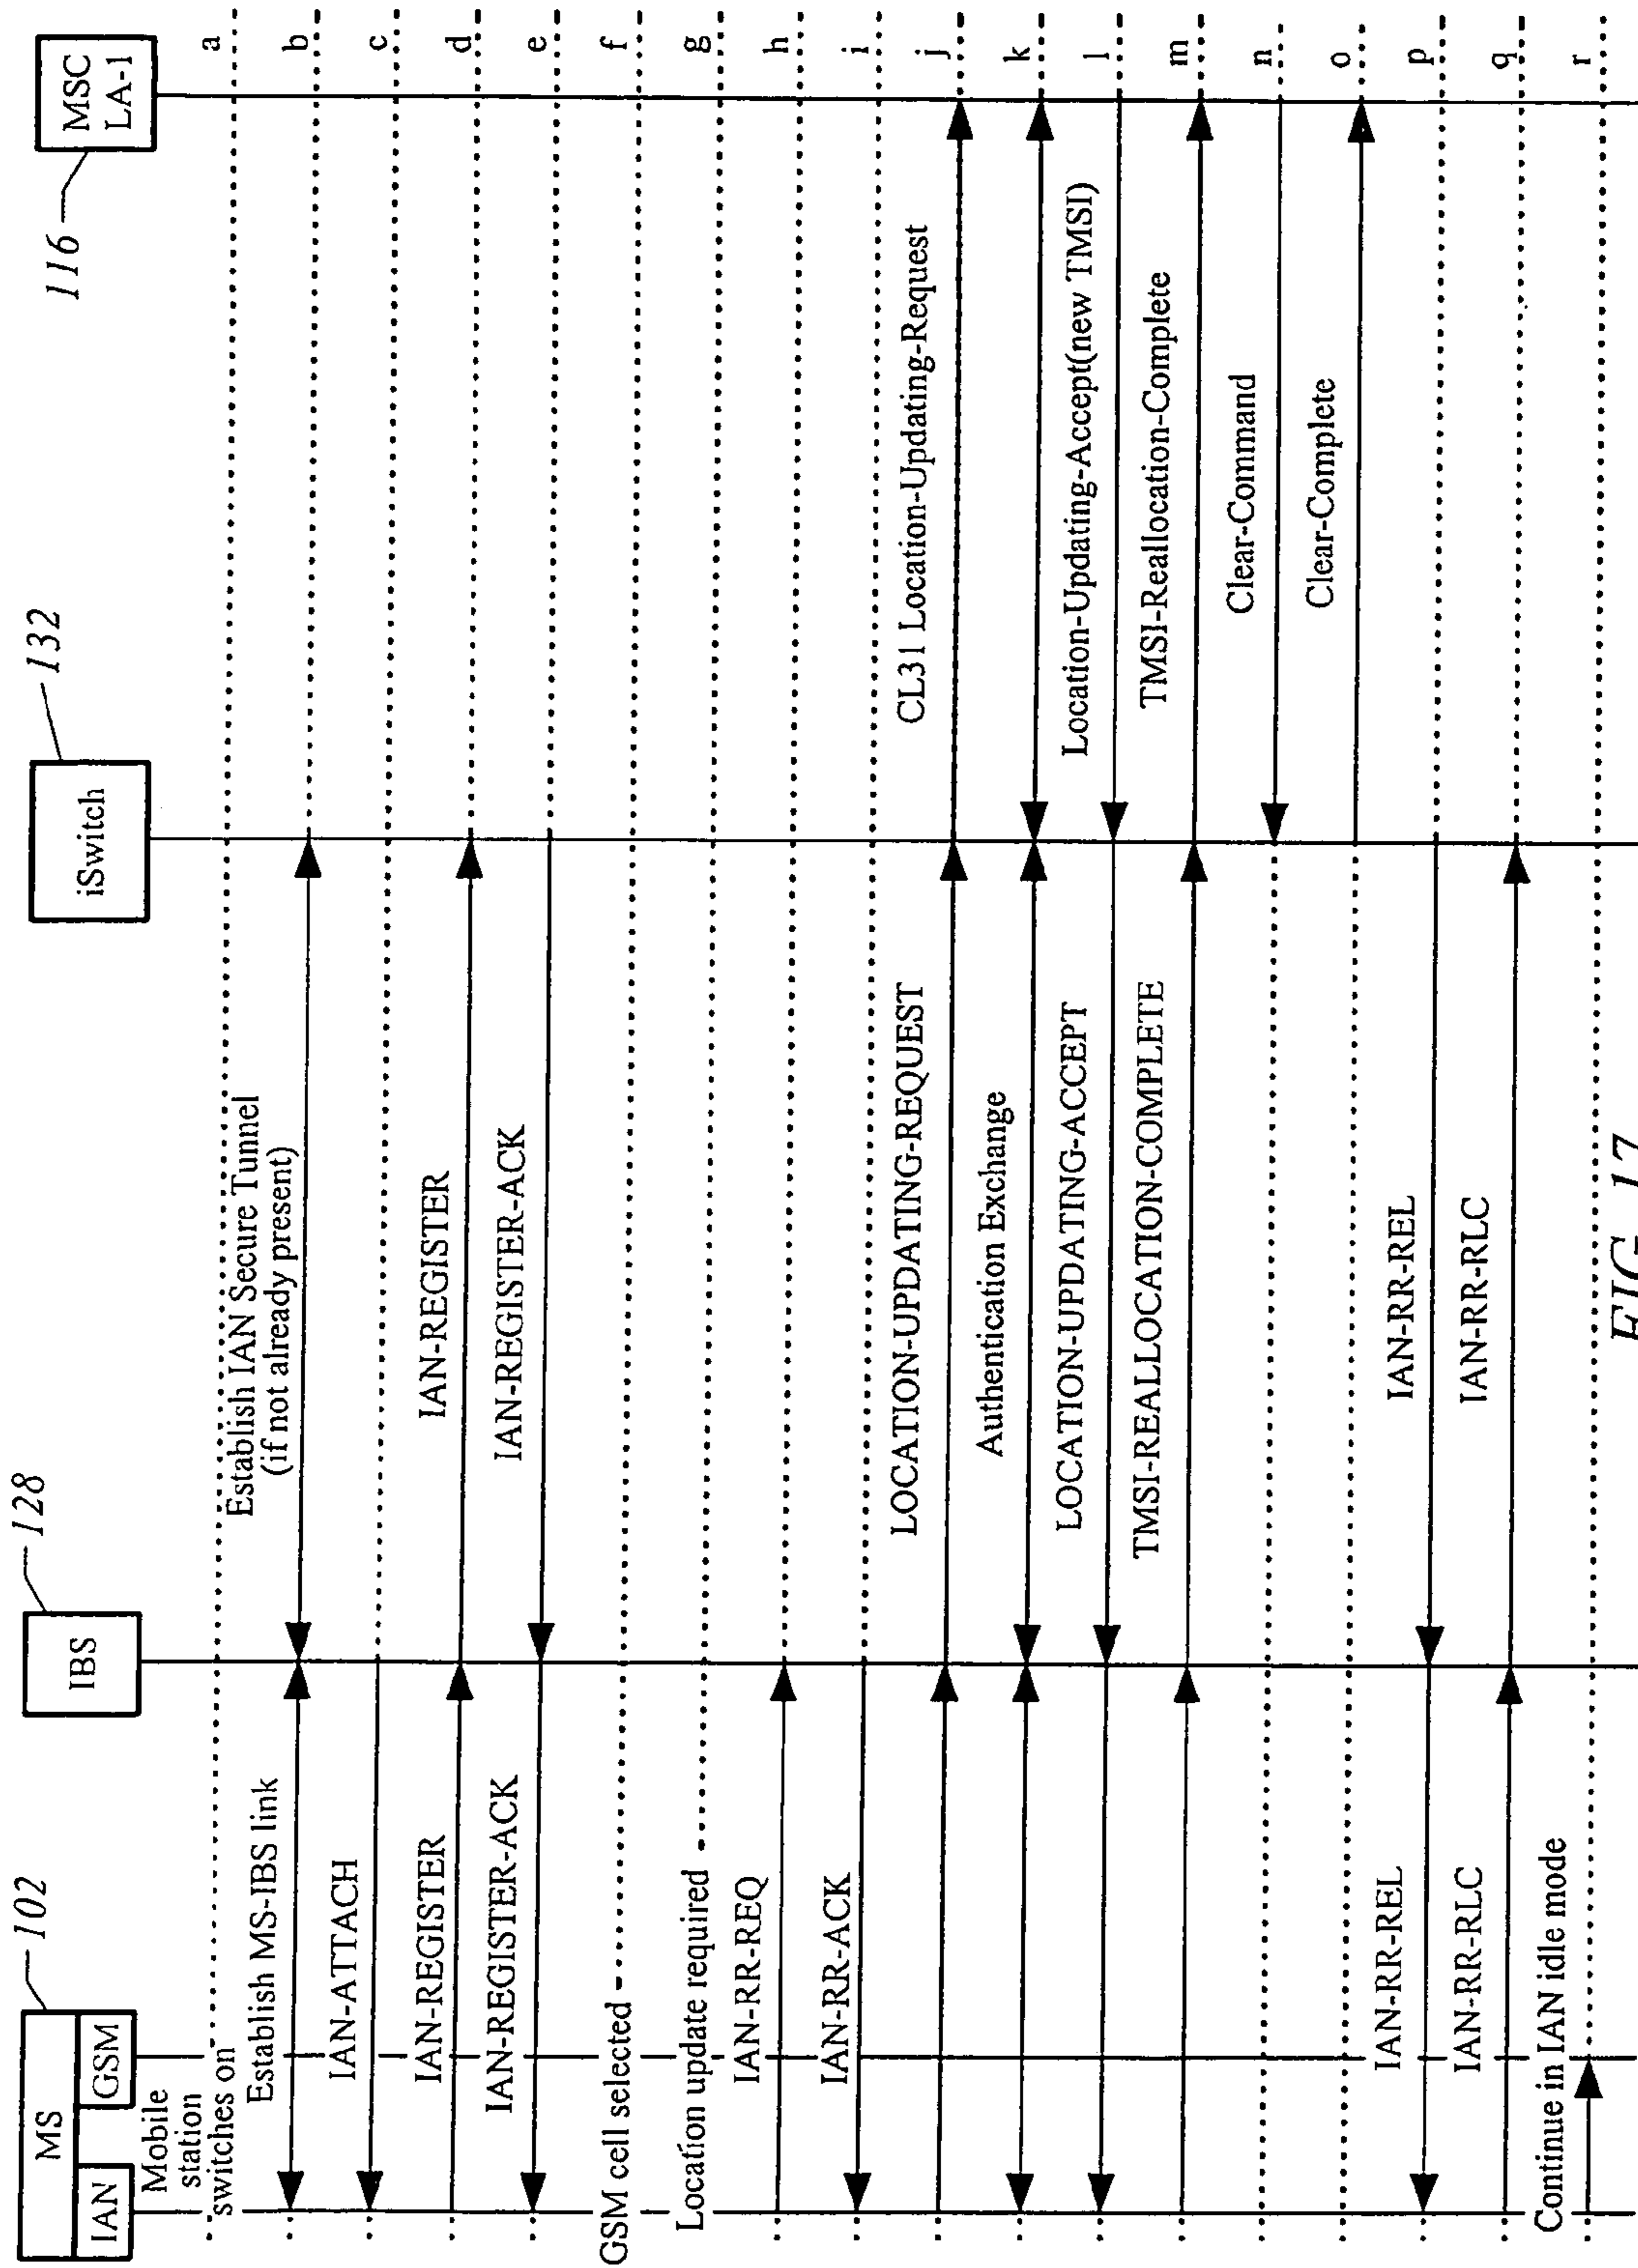 MS
IAN
GSM
102
IBS
128
iSwitch
132
MSC
LA-1
116
Mobile
station
switches on
a
Establish MS-IBS link
Establish IAN Secure Tunnel
(if not already present)
b
IAN-ATTACH
c
IAN-REGISTER
IAN-REGISTER
d
IAN-REGISTER-ACK
IAN-REGISTER-ACK
e
GSM cell selected
f
Location update required
g
IAN-RR-REQ
h
IAN-RR-ACK
i
LOCATION-UPDATING-REQUEST
CL31 Location-Updating-Request
j
Authentication Exchange
k
LOCATION-UPDATING-ACCEPT
Location-Updating-Accept(new TMSI)
l
TMSI-REALLOCATION-COMPLETE
TMSI-Reallocation-Complete
m
Clear-Command
n
Clear-Complete
o
IAN-RR-REL
IAN-RR-REL
p
IAN-RR-RLC
IAN-RR-RLC
q
Continue in IAN idle mode
r
FIG. 17